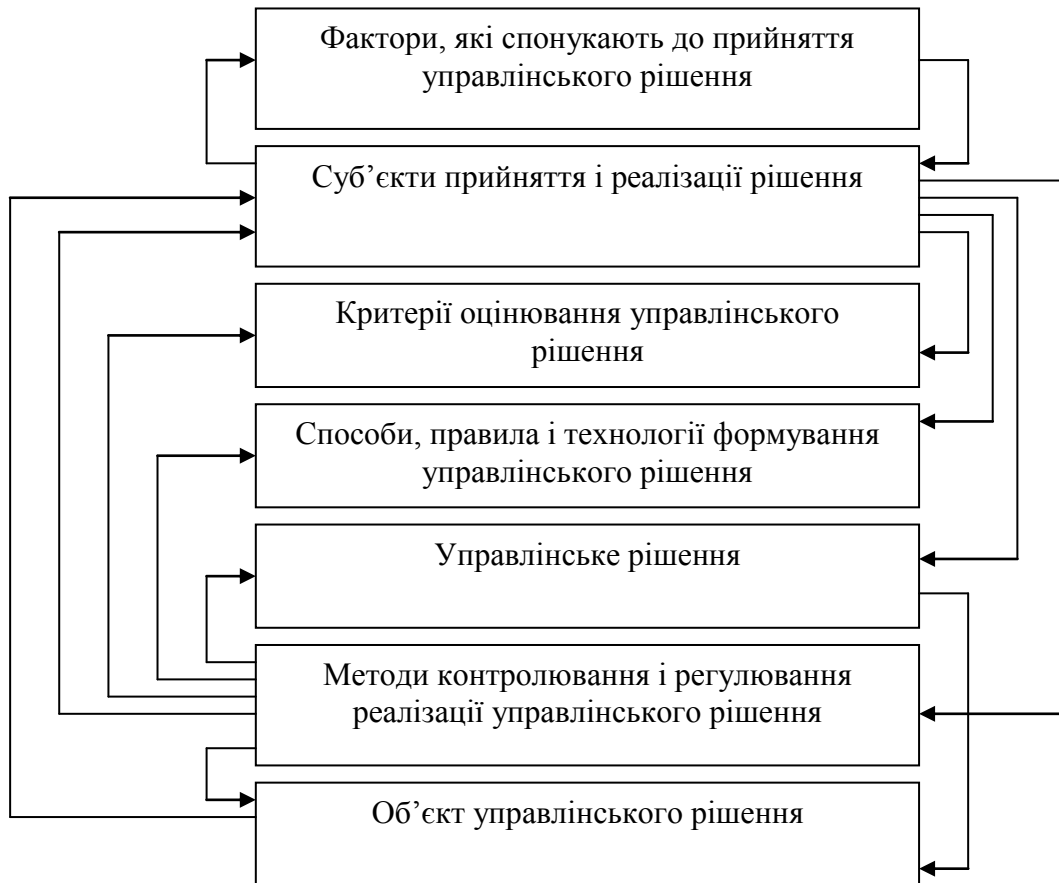 Фактори, які спонукають до прийняття
управлінського рішення
Суб’єкти прийняття і реалізації рішення
Критерії оцінювання управлінського
рішення
Способи, правила і технології формування
управлінського рішення
Управлінське рішення
Методи контролювання і регулювання
реалізації управлінського рішення
Об’єкт управлінського рішення